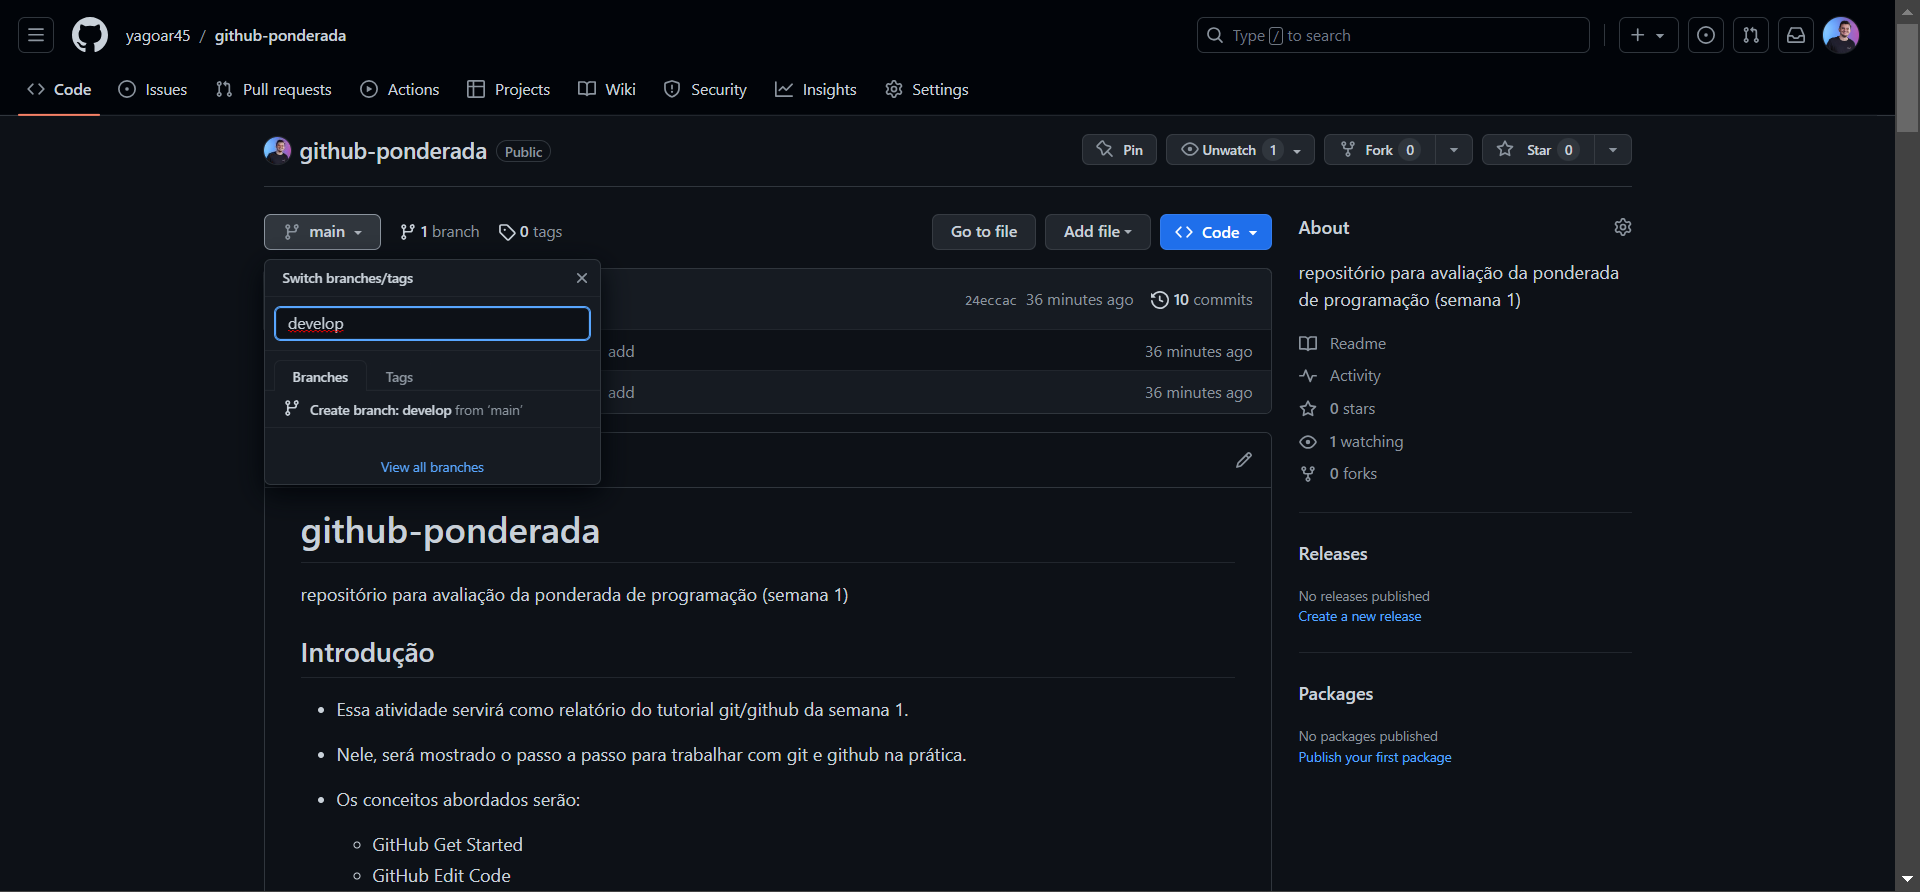 yagoar45 / github-ponderada
Type / to search
Code Issues Pull requests Actions Projects Wiki Security Insights Settings
github-ponderada Public
Pin Unwatch 1 Fork 0 Star 0
main 1 branch 0 tags Go to file Add file Code
Switch branches/tags
develop
Branches Tags
Create branch: develop from ‘main’
View all branches
24eccac 36 minutes ago 10 commits
add 36 minutes ago
add 36 minutes ago
github-ponderada
repositório para avaliação da ponderada de programação (semana 1)
Introdução
Essa atividade servirá como relatório do tutorial git/github da semana 1.
Nele, será mostrado o passo a passo para trabalhar com git e github na prática.
Os conceitos abordados serão:
GitHub Get Started
GitHub Edit Code
About
repositório para avaliação da ponderada
de programação (semana 1)
Readme
Activity
0 stars
1 watching
0 forks
Releases
No releases published
Create a new release
Packages
No packages published
Publish your first package